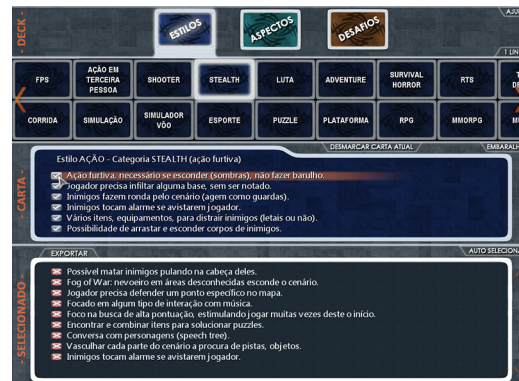 - DECK -
ESTILOS
ASPECTOS
DESAFIOS
AJU
1 LIN
FPS
AÇÃO EM TERCEIRA PESSOA
SHOOTER
STEALTH
LUTA
ADVENTURE
SURVIVAL HORROR
RTS
CORRIDA
SIMULAÇÃO
SIMULADOR VÔO
ESPORTE
PUZZLE
PLATAFORMA
RPG
MMORPG
DESMARCAR CARTA ATUAL
EMBARALH
- CARTA -
Estilo AÇÃO - Categoria STEALTH (ação furtiva)
Ação furtiva, necessário se esconder (sombras), não fazer barulho.
Jogador precisa infiltar alguma base, sem ser notado.
Inimigos fazem ronda pelo cenário (agem como guardas).
Inimigos tocam alarme se avistarem jogador.
Vários itens, equipamentos, para distrair inimigos (letais ou não).
Possibilidade de arrastar e esconder corpos de inimigos.
EXPORTAR
AUTO SELECION
- SELECIONADO -
Possível matar inimigos pulando na cabeça deles.
Fog of War: nevoeiro em áreas desconhecidas esconde o cenário.
Jogador precisa defender um ponto específico no mapa.
Focado em algum tipo de interação com música.
Foco na busca de alta pontuação, estimulando jogar muitas vezes deste o início.
Encontrar e combinar itens para solucionar puzzles.
Conversa com personagens (speech tree).
Vasculhar cada parte do cenário a procura de pistas, objetos.
Inimigos tocam alarme se avistarem jogador.